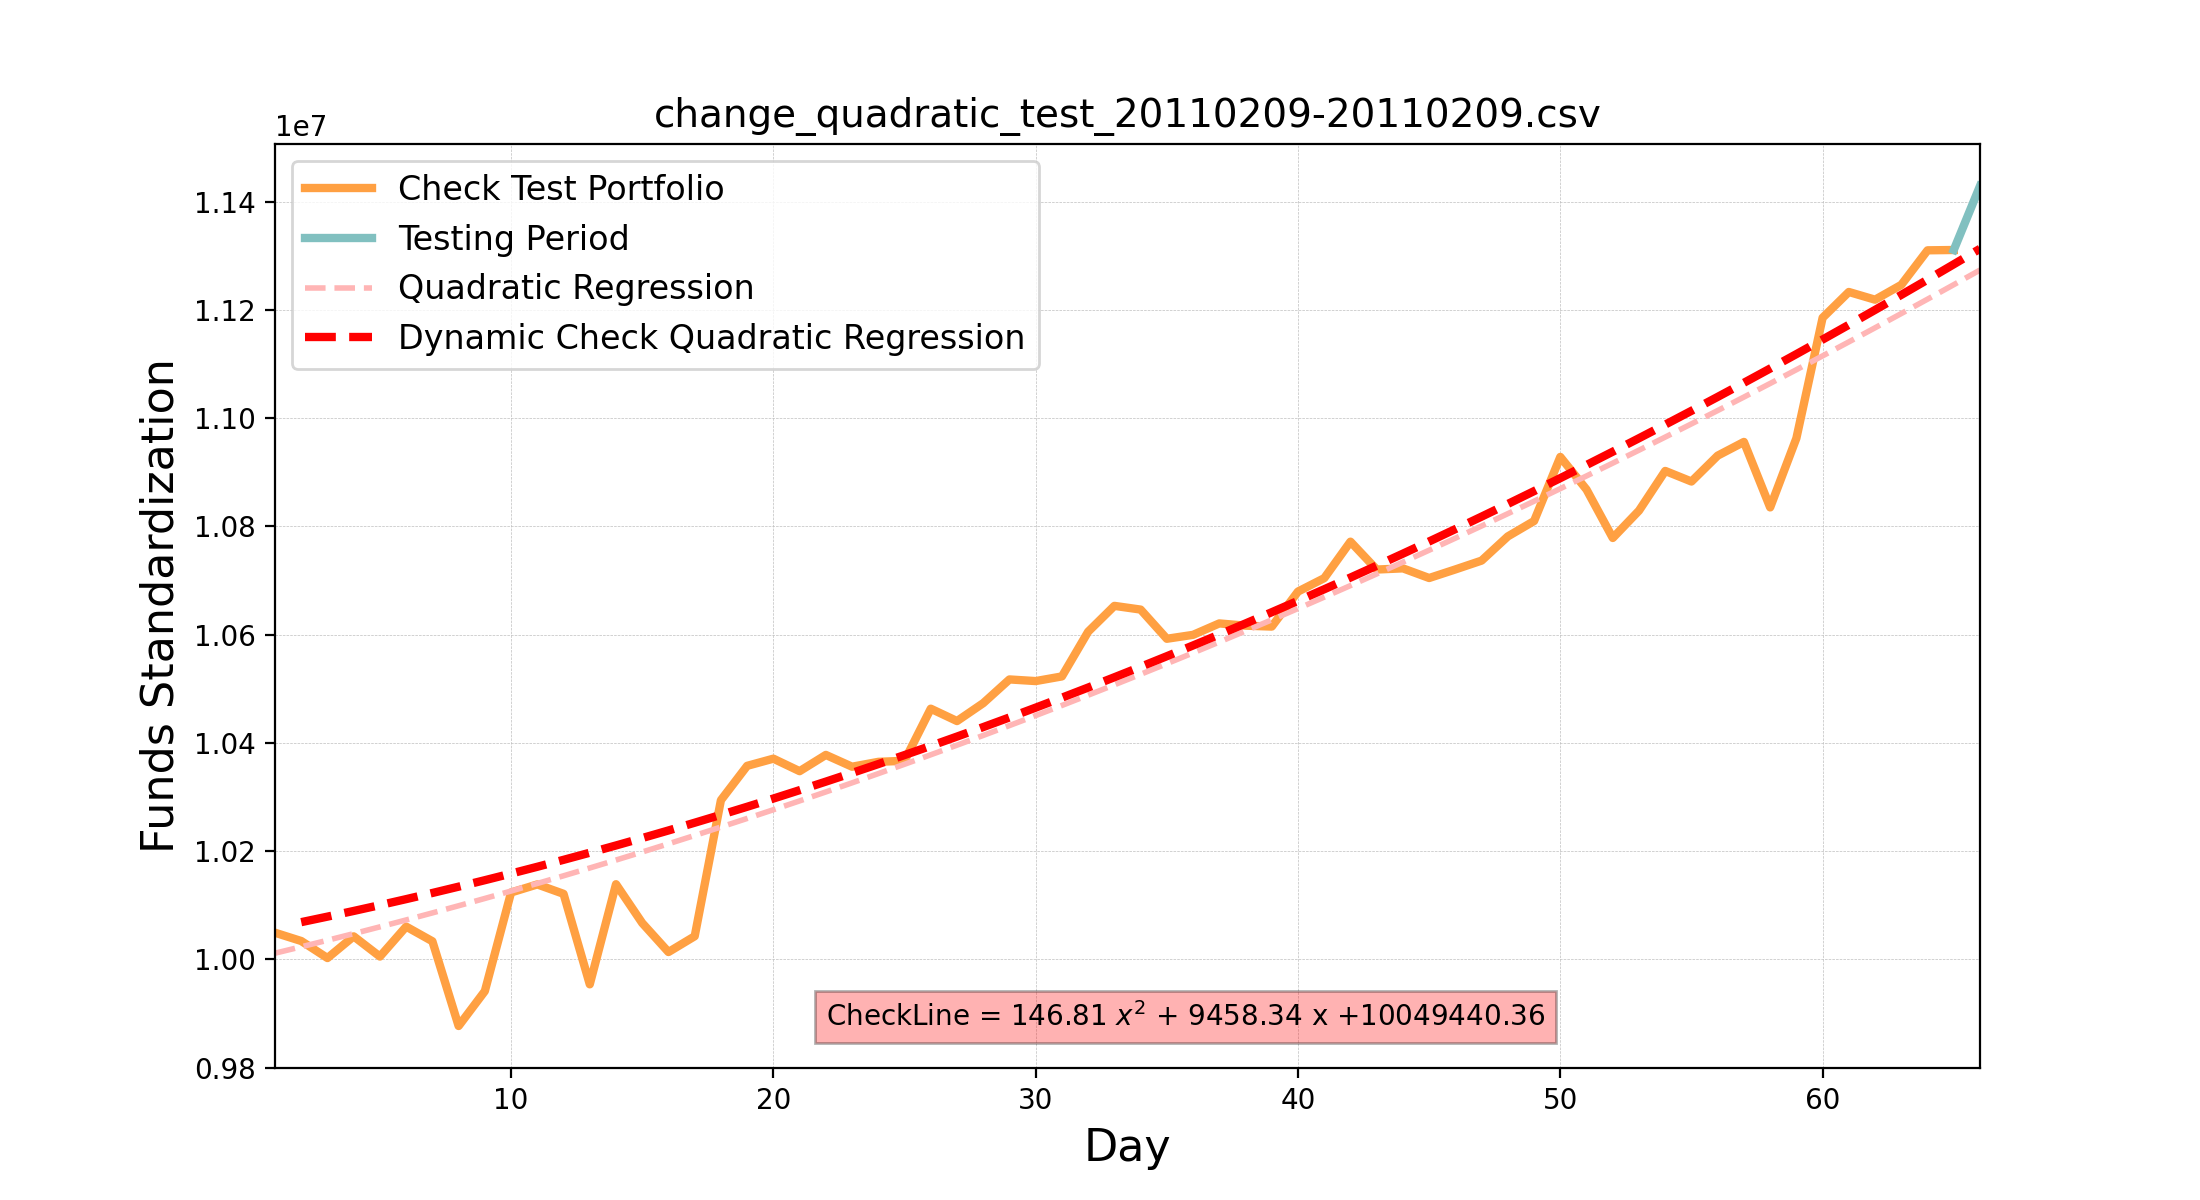 change_quadratic_test_20110209-20110209.csv
1e7
Check Test Portfolio
Testing Period
Quadratic Regression
Dynamic Check Quadratic Regression
Funds Standardization
1.14
1.12
1.10
1.08
1.06
1.04
1.02
1.00
0.98
CheckLine = 146.81 x² + 9458.34 x +10049440.36
10 20 30 40 50 60
Day